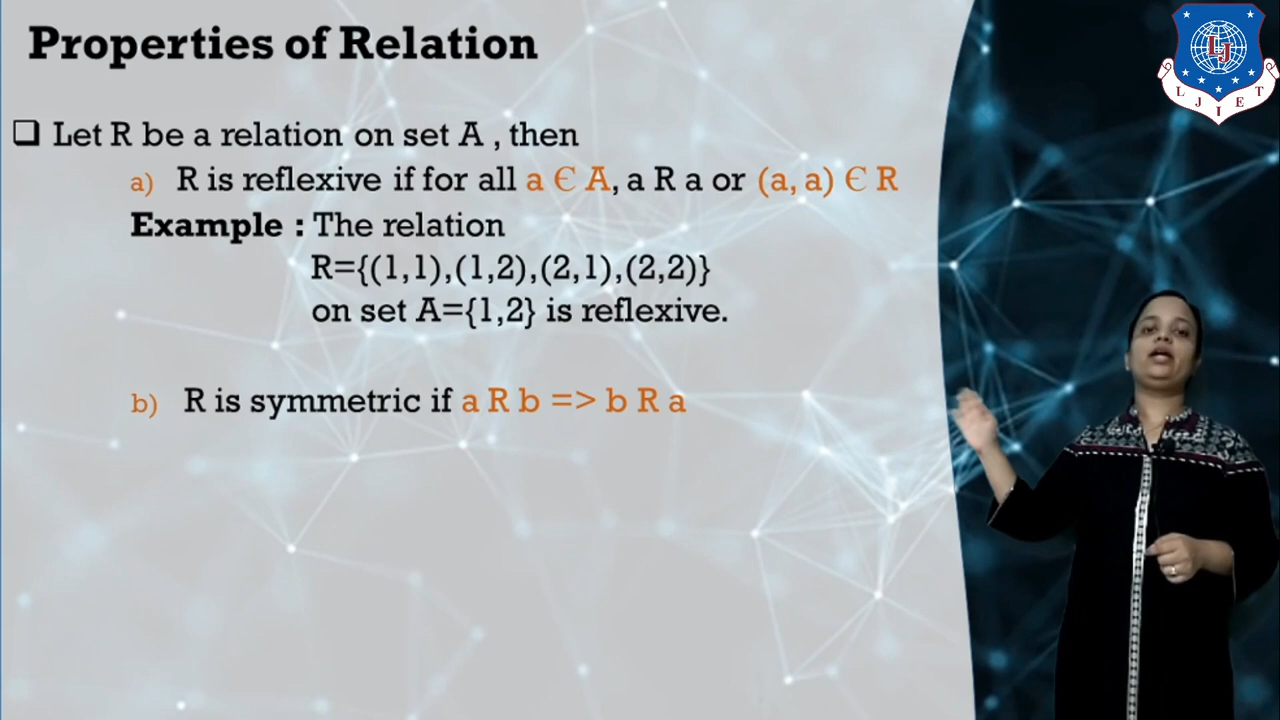 Properties of Relation
❑ Let R be a relation on set A , then
a) R is reflexive if for all a Є A, a R a or (a, a) Є R
Example : The relation
R={(1,1),(1,2),(2,1),(2,2)}
on set A={1,2} is reflexive.
b) R is symmetric if a R b => b R a
LJ
L J I E T